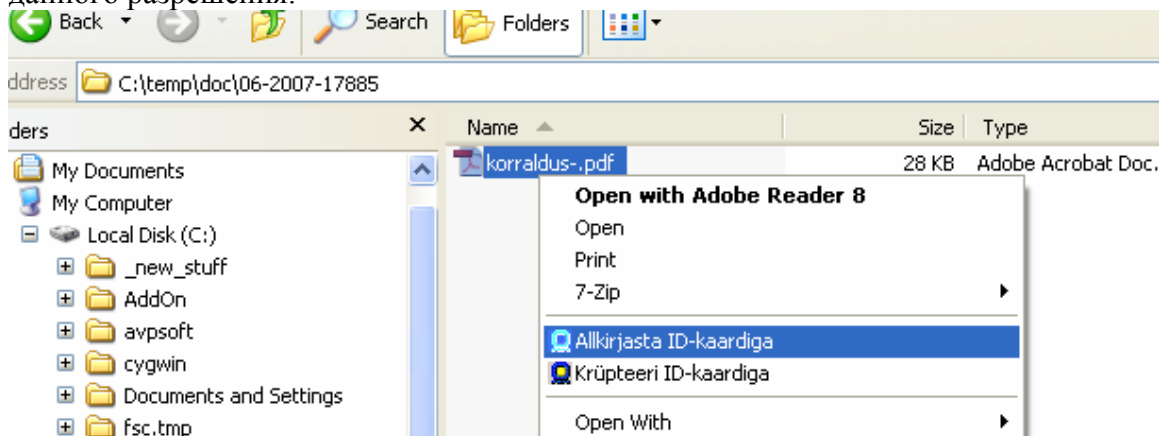 данного разрешения.
Back Search Folders
ddress C:\temp\doc\06-2007-17885
ders x Name Size Type
My Documents korraldus-.pdf 28 KB Adobe Acrobat Doc.
My Computer Open with Adobe Reader 8
Local Disk (C:) Open
_new_stuff Print
AddOn 7-Zip
avpsoft Allkirjasta ID-kaardiga
cygwin Krüpteeri ID-kaardiga
Documents and Settings
fsc.tmp Open With